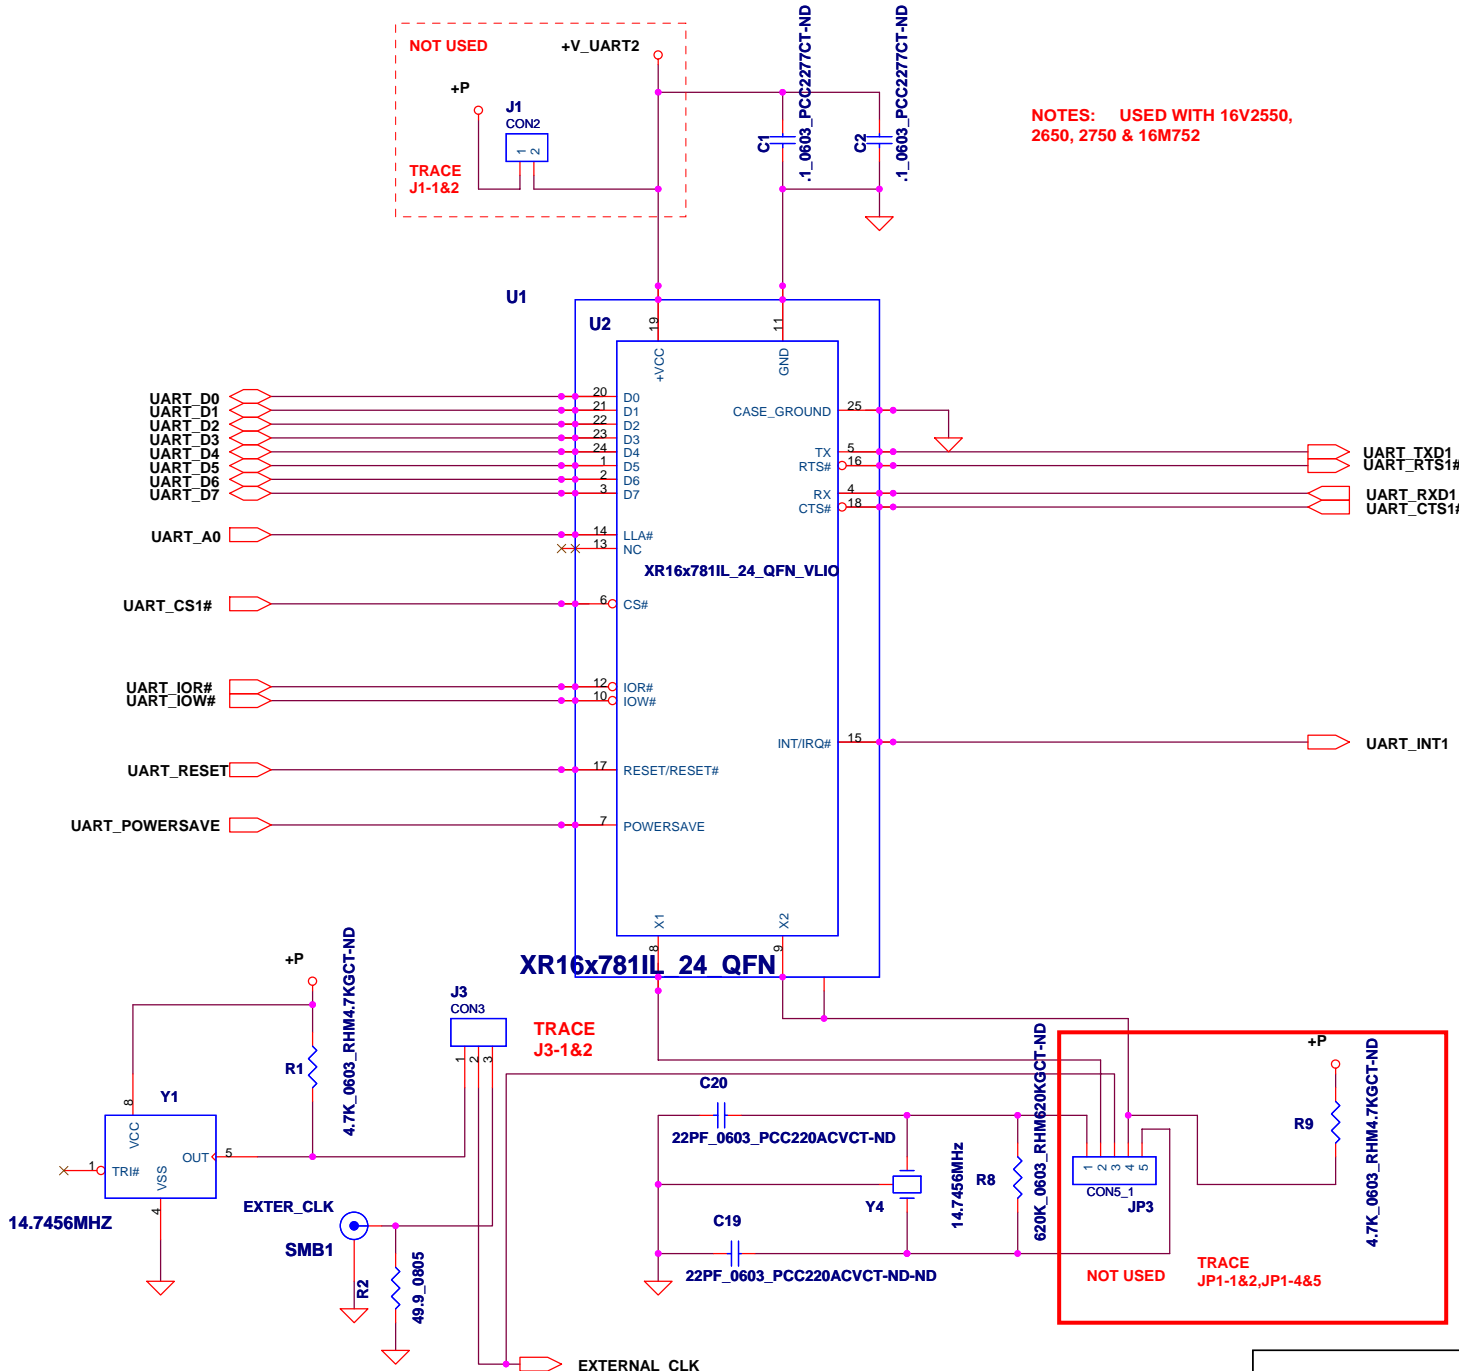 NOT USED
+V_UART2
+P
J1
CON2
1
2
TRACE
J1-1&2
C1
.1_0603_PCC2277CT-ND
C2
.1_0603_PCC2277CT-ND
NOTES: USED WITH 16V2550,
2650, 2750 & 16M752
U1
U2
19
+VCC
11
GND
UART_D0
20
D0
UART_D1
21
D1
UART_D2
22
D2
UART_D3
23
D3
UART_D4
24
D4
UART_D5
1
D5
UART_D6
2
D6
UART_D7
3
D7
CASE_GROUND
25
TX
5
UART_TXD1
RTS#
16
UART_RTS1#
RX
4
UART_RXD1
CTS#
18
UART_CTS1#
UART_A0
14
LLA#
13
NC
XR16x781IL_24_QFN_VLIO
UART_CS1#
6
CS#
UART_IOR#
12
IOR#
UART_IOW#
10
IOW#
INT/IRQ#
15
UART_INT1
UART_RESET
17
RESET/RESET#
UART_POWERSAVE
7
POWERSAVE
X1
8
X2
9
XR16x781IL_24_QFN
+P
R1
4.7K_0603_RHM4.7KGCT-ND
J3
CON3
1
2
3
TRACE
J3-1&2
Y1
8
VCC
OUT
5
1
TRI#
VSS
4
14.7456MHZ
EXTER_CLK
SMB1
R2
49.9_0805
EXTERNAL_CLK
C20
22PF_0603_PCC220ACVCT-ND
Y4
14.7456MHz
R8
620K_0603_RHM620KGCT-ND
C19
22PF_0603_PCC220ACVCT-ND-ND
+P
R9
4.7K_0603_RHM4.7KGCT-ND
1
2
3
4
5
CON5_1
JP3
NOT USED
TRACE
JP1-1&2,JP1-4&5